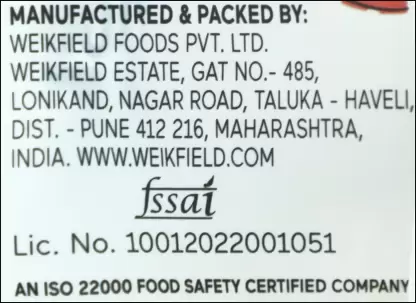 MANUFACTURED & PACKED BY:
WEIKFIELD FOODS PVT. LTD.
WEIKFIELD ESTATE, GAT NO.- 485,
LONIKAND, NAGAR ROAD, TALUKA - HAVELI,
DIST. - PUNE 412 216, MAHARASHTRA,
INDIA. WWW.WEIKFIELD.COM
fssai
Lic. No. 10012022001051
AN ISO 22000 FOOD SAFETY CERTIFIED COMPANY